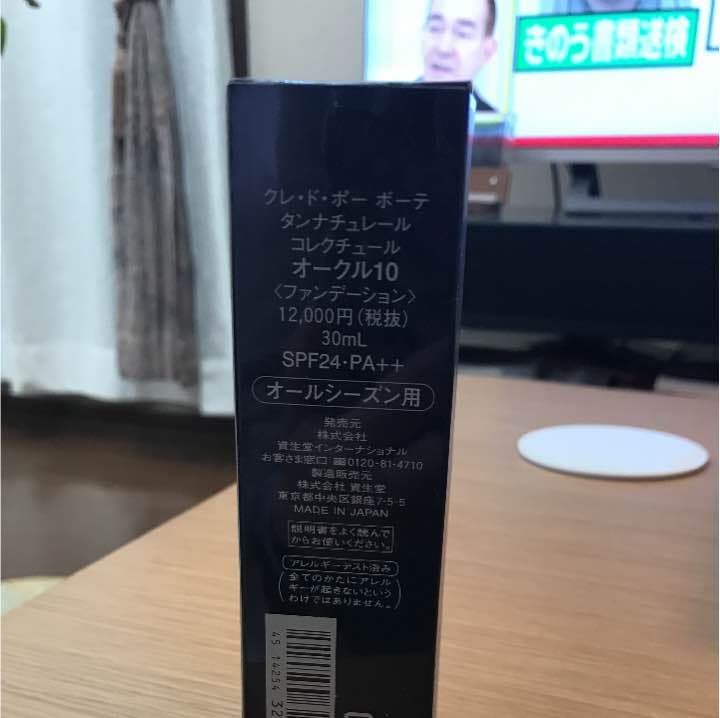 きのう書類送検
クレ・ド・ポー ボーテ
タンナチュレール
コレクチュール
オークル10
〈ファンデーション〉
12,000円(税抜)
30mL
SPF24・PA++
オールシーズン用
発売元
株式会社
資生堂インターナショナル
お客さま窓口 0120-81-4710
製造販売元
株式会社 資生堂
東京都中央区銀座7-5-5
MADE IN JAPAN
説明書をよく読んで
からお使いください。
アレルギーテスト済み
全てのかたにアレル
ギーが起きないという
わけではありません。
45 14254 32